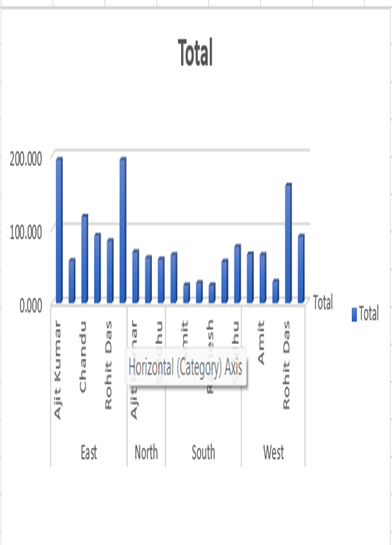 Total
200.000
100.000
0.000
Total
Total
Ajit Kumar
Chandu
Rohit Das
Amit
Rohit Das
Horizontal (Category) Axis
East
North
South
West